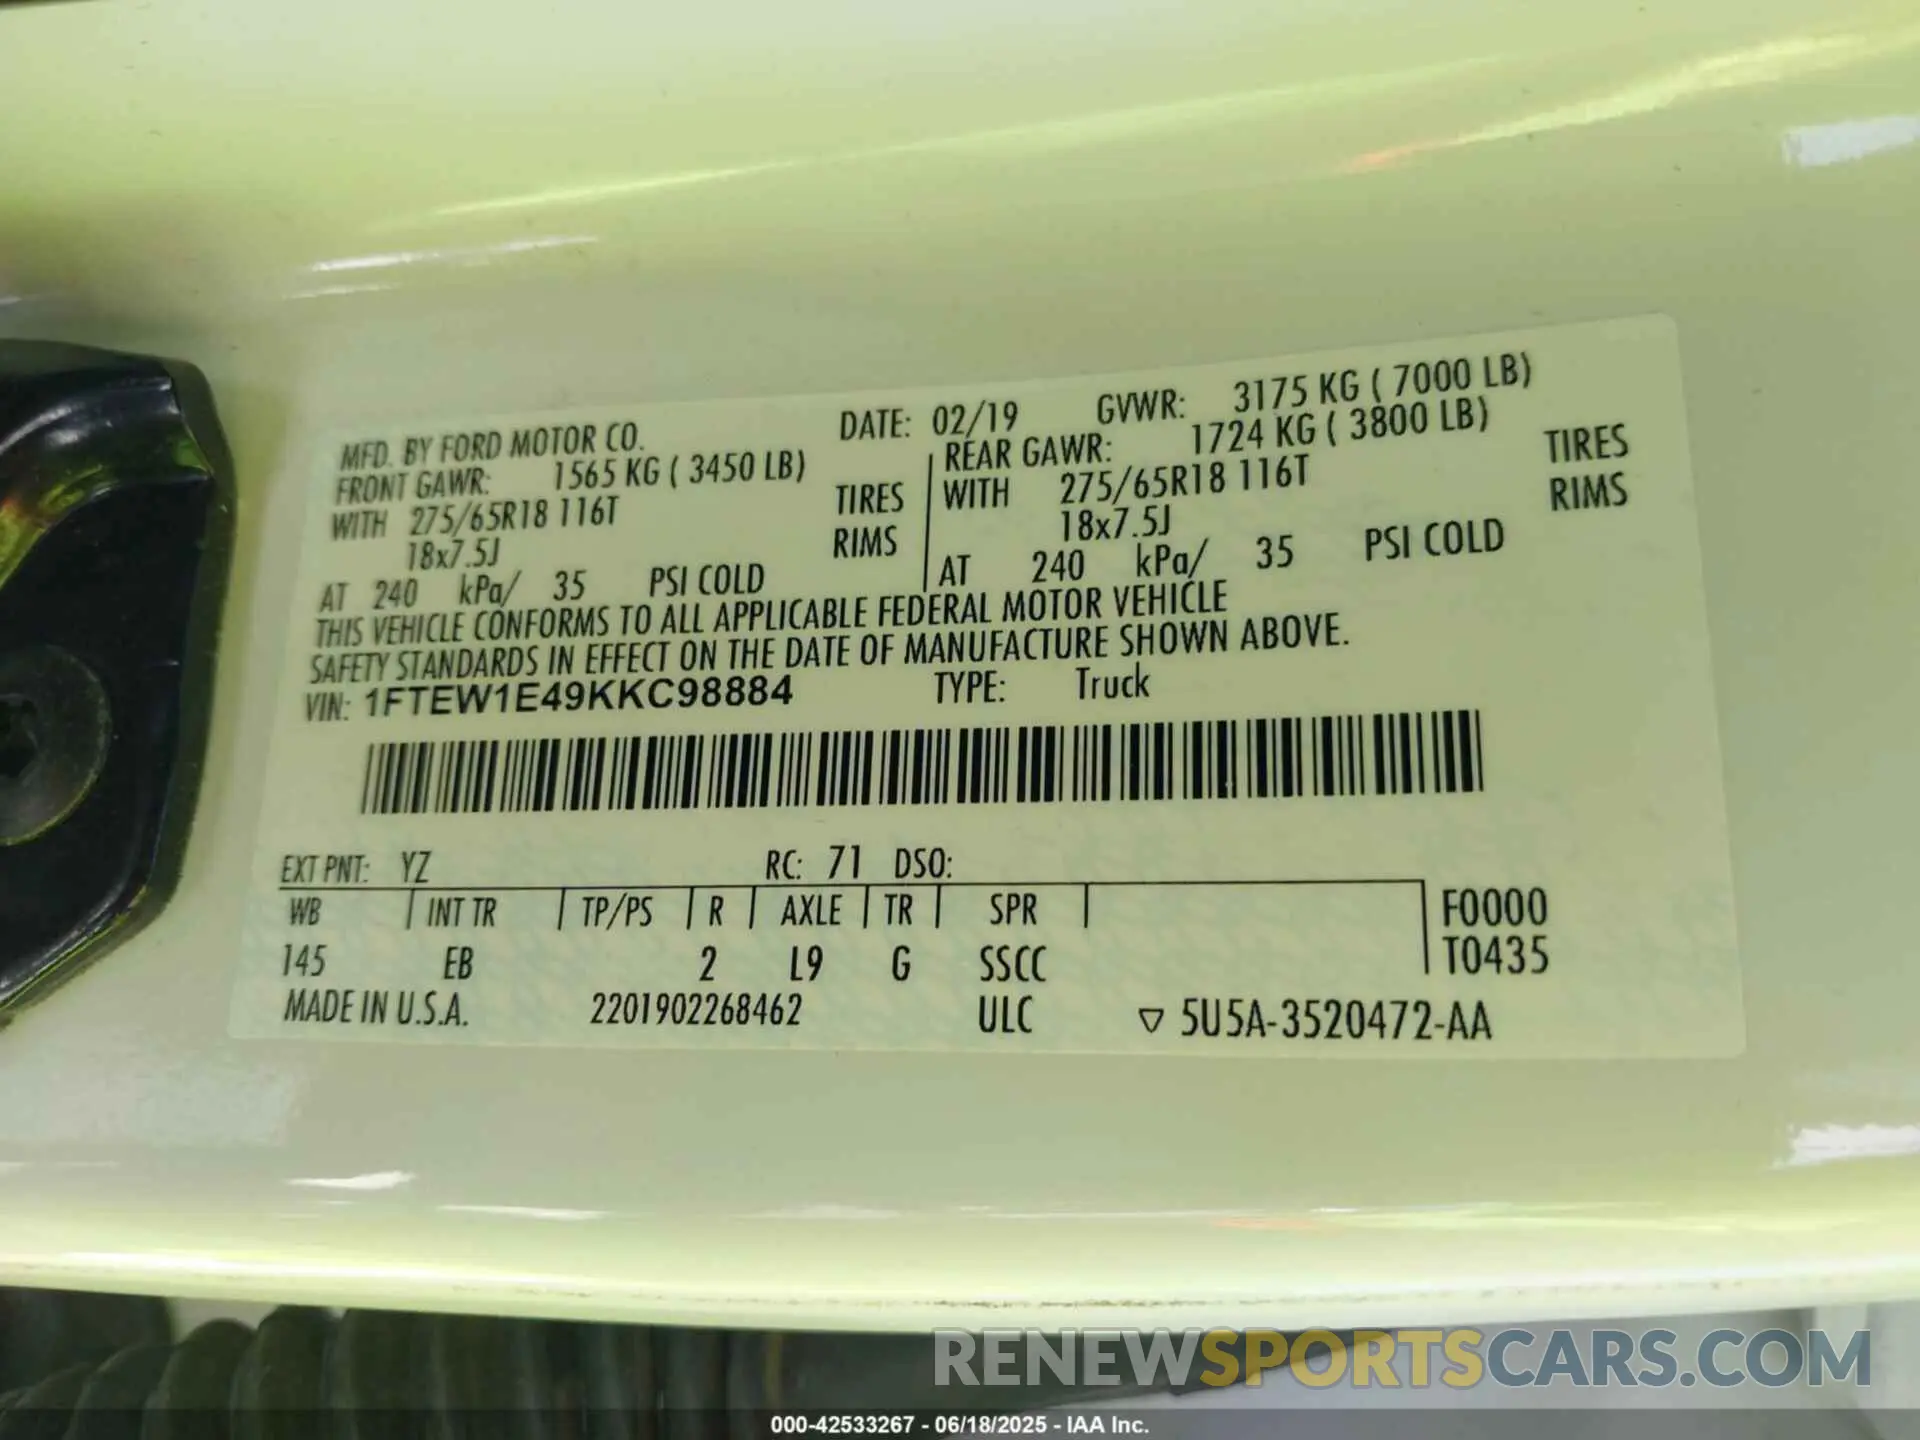 MFD. BY FORD MOTOR CO. DATE: 02/19 GVWR: 3175 KG ( 7000 LB)
FRONT GAWR: 1565 KG ( 3450 LB) REAR GAWR: 1724 KG ( 3800 LB)
WITH 275/65R18 116T TIRES WITH 275/65R18 116T TIRES
18x7.5J RIMS 18x7.5J RIMS
AT 240 kPa/ 35 PSI COLD AT 240 kPa/ 35 PSI COLD
THIS VEHICLE CONFORMS TO ALL APPLICABLE FEDERAL MOTOR VEHICLE
SAFETY STANDARDS IN EFFECT ON THE DATE OF MANUFACTURE SHOWN ABOVE.
VIN: 1FTEW1E49KKC98884 TYPE: Truck
EXT PNT: YZ RC: 71 DSO:
WB INT TR TP/PS R AXLE TR SPR F0000
145 EB 2 L9 G SSCC T0435
MADE IN U.S.A. 2201902268462 ULC ▽ 5U5A-3520472-AA
RENEWSPORTSCARS.COM
000-42533267 - 06/18/2025 - IAA Inc.